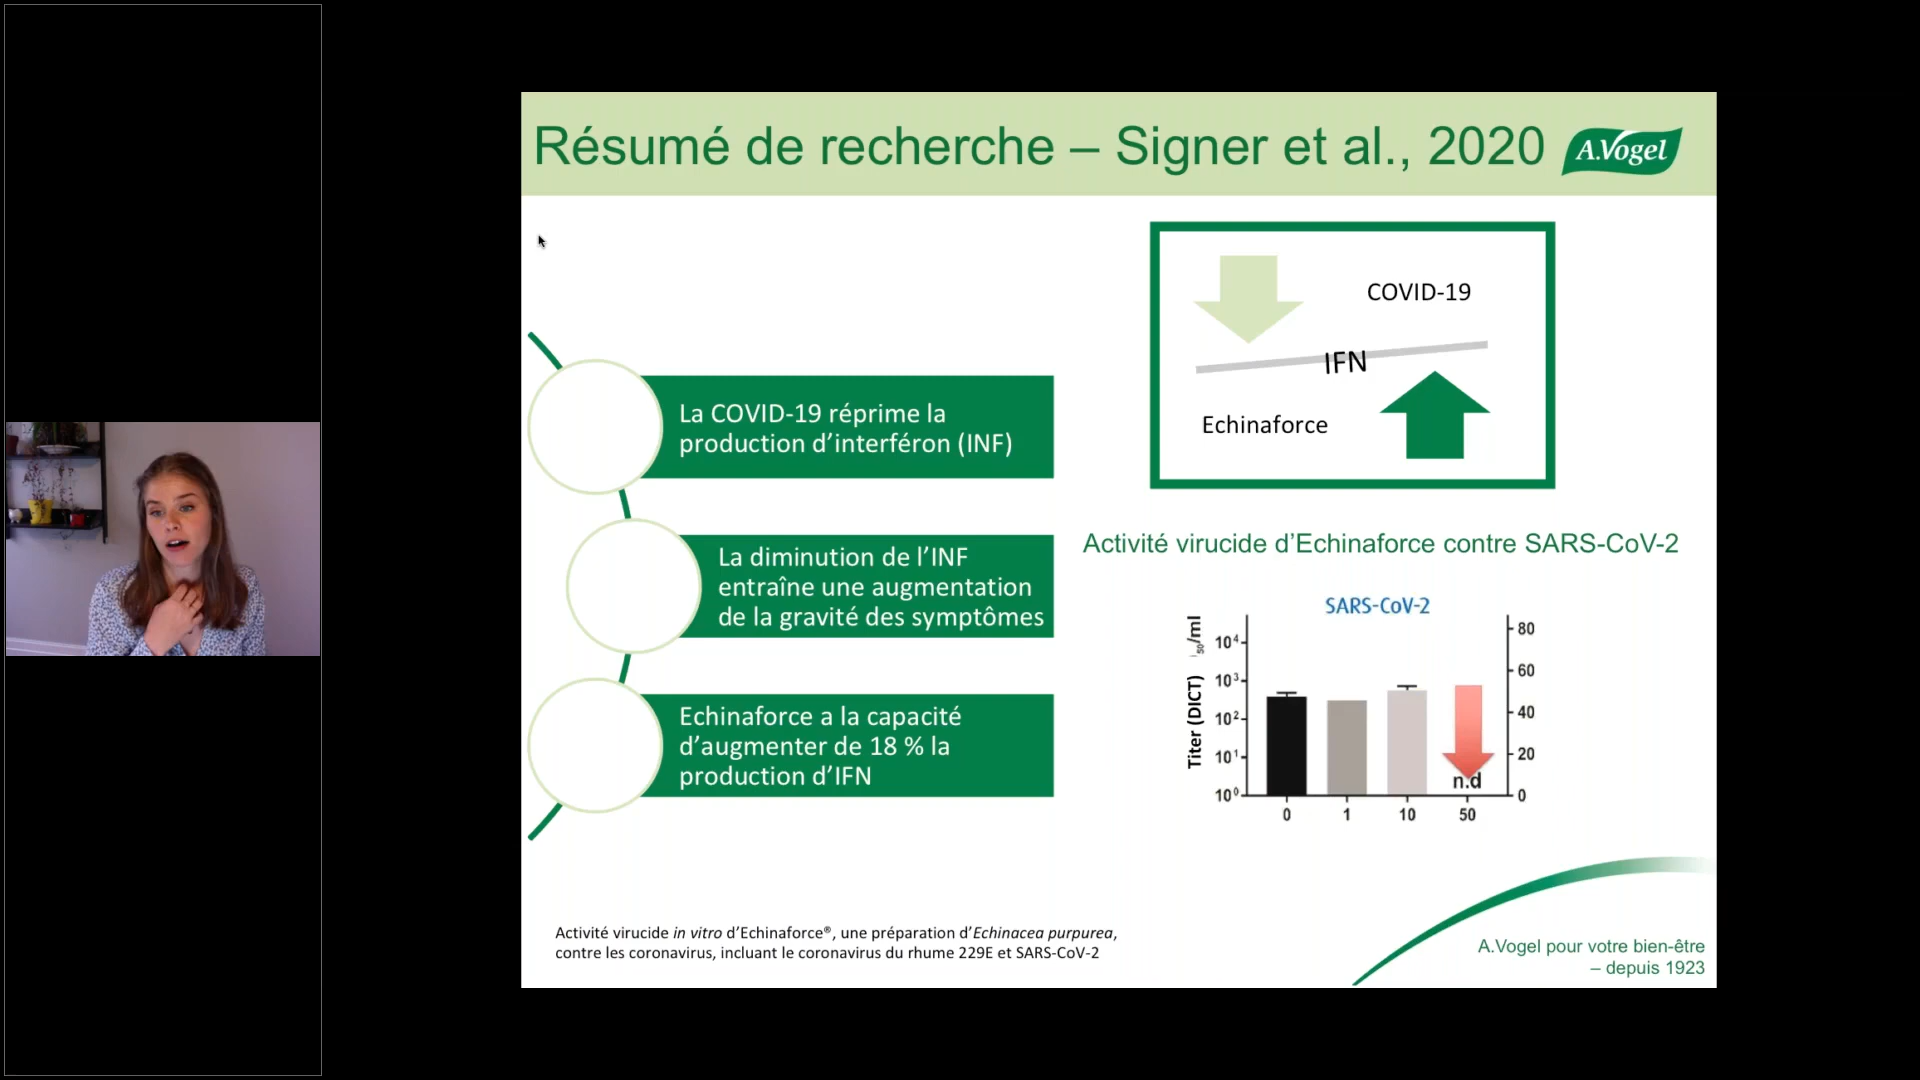 Résumé de recherche – Signer et al., 2020
A.Vogel
COVID-19
IFN
Echinaforce
La COVID-19 réprime la
production d’interféron (INF)
La diminution de l’INF
entraîne une augmentation
de la gravité des symptômes
Echinaforce a la capacité
d’augmenter de 18 % la
production d’IFN
Activité virucide d’Echinaforce contre SARS-CoV-2
SARS-CoV-2
Titer (DICT) 50/ml
10⁴
10³
10²
10¹
10⁰
80
60
40
20
0
n.d
0 1 10 50
Activité virucide in vitro d’Echinaforce®, une préparation d’Echinacea purpurea,
contre les coronavirus, incluant le coronavirus du rhume 229E et SARS-CoV-2
A.Vogel pour votre bien-être
– depuis 1923